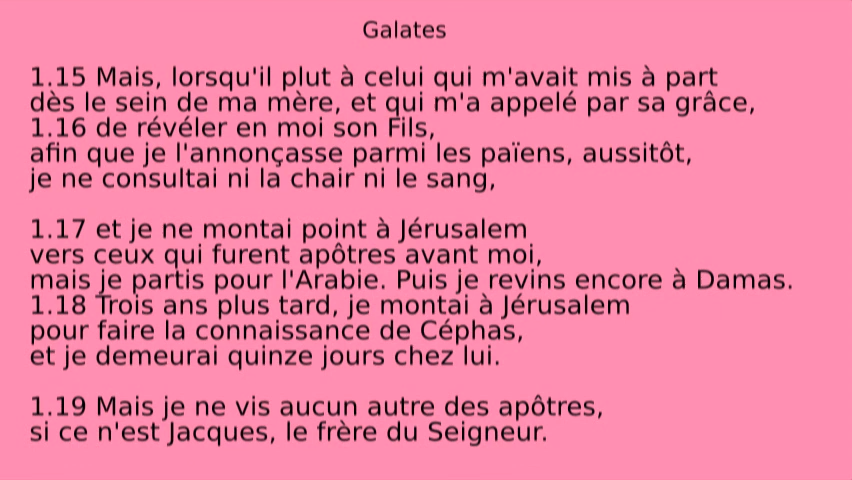 Galates
1.15 Mais, lorsqu'il plut à celui qui m'avait mis à part
dès le sein de ma mère, et qui m'a appelé par sa grâce,
1.16 de révéler en moi son Fils,
afin que je l'annonçasse parmi les païens, aussitôt,
je ne consultai ni la chair ni le sang,
1.17 et je ne montai point à Jérusalem
vers ceux qui furent apôtres avant moi,
mais je partis pour l'Arabie. Puis je revins encore à Damas.
1.18 Trois ans plus tard, je montai à Jérusalem
pour faire la connaissance de Céphas,
et je demeurai quinze jours chez lui.
1.19 Mais je ne vis aucun autre des apôtres,
si ce n'est Jacques, le frère du Seigneur.